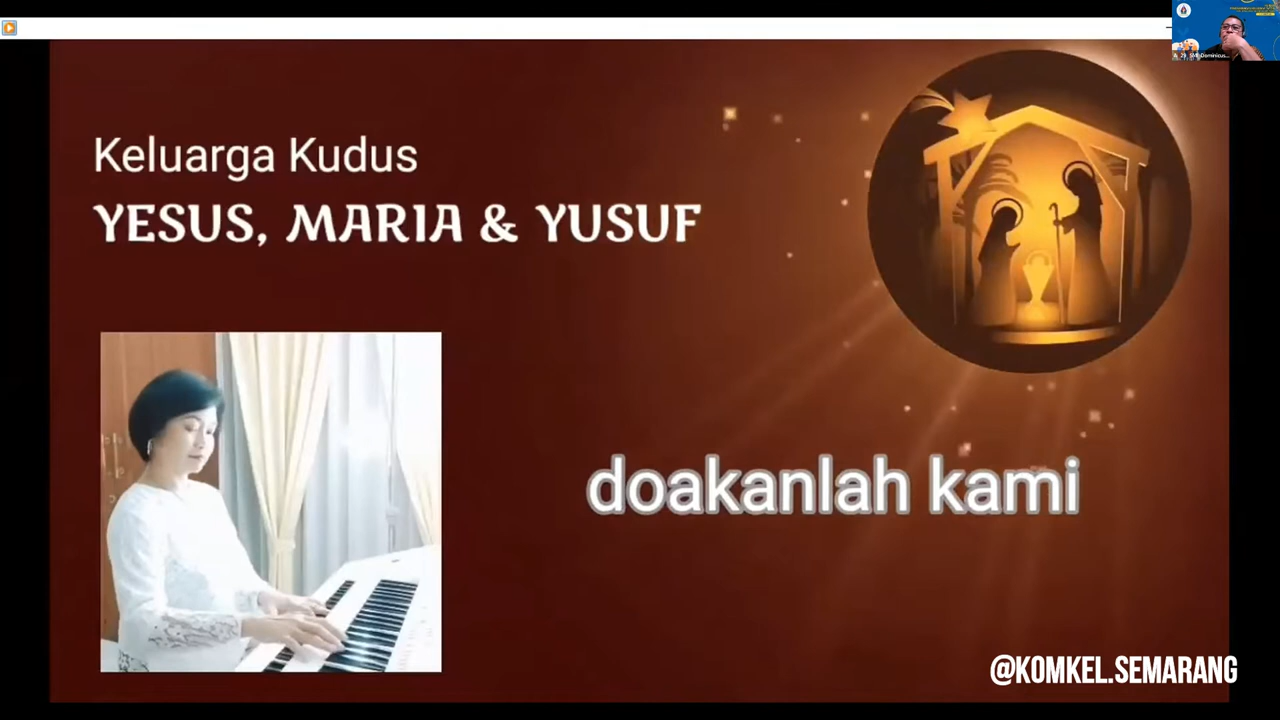 Keluarga Kudus
YESUS, MARIA & YUSUF
doakanlah kami
@KOMKEL.SEMARANG